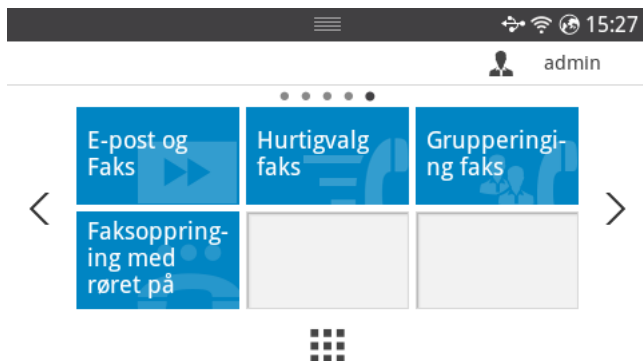 15:27
admin
E-post og
Faks
Hurtigvalg
faks
Grupperingi-
ng faks
Faksoppring-
ing med
røret på